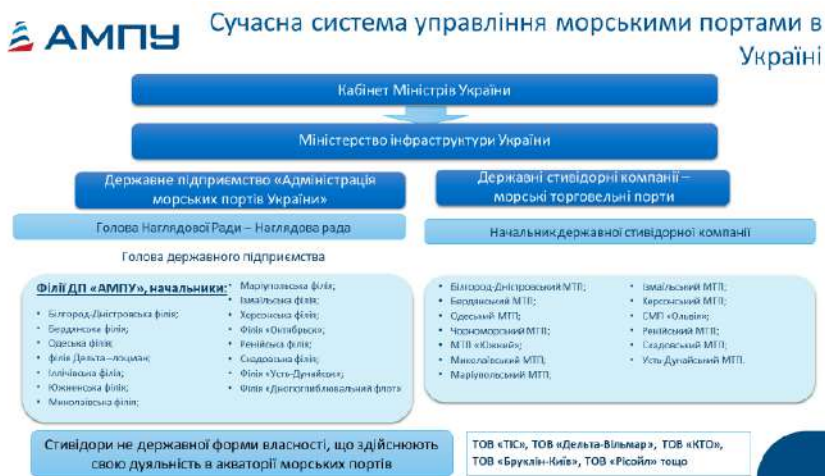 АМПУ
Сучасна система управління морськими портами в
Україні
Кабінет Міністрів України
Міністерство інфраструктури України
Державне підприємство «Адміністрація
морських портів України»
Державні стивідорні компанії –
морські торговельні порти
Голова Наглядової Ради – Наглядова рада
Начальник державної стивідорної компанії
Голова державного підприємства
Філії ДП «АМПУ», начальники:
• Білгород-Дністровська філія;
• Бердянська філія;
• Одеська філія;
• філія Дельта –лоцман;
• Іллічівська філія;
• Южненська філія;
• Миколаївська філія;
• Маріупольська філія;
• Ізмаїльська філія;
• Херсонська філія;
• Філія «Октябрьск»;
• Ренійська філія;
• Скадовська філія;
• Філія «Усть-Дунайськ»;
• Філія «Днопоглиблювальний флот»
• Білгород-Дністровський МТП;
• Бердянський МТП;
• Одеський МТП;
• Чорноморський МТП;
• МТП «Южний»;
• Миколаївський МТП;
• Маріупольський МТП;
• Ізмаїльський МТП;
• Херсонський МТП;
• СМП «Ольвія»;
• Ренійський МТП;
• Скадовський МТП;
• Усть-Дунайський МТП.
Стивідори не державної форми власності, що здійснюють
свою дуяльність в акваторії морських портів
ТОВ «ТІС», ТОВ «Дельта-Вільмар», ТОВ «КТО»,
ТОВ «Бруклін-Київ», ТОВ «Рісойл» тощо